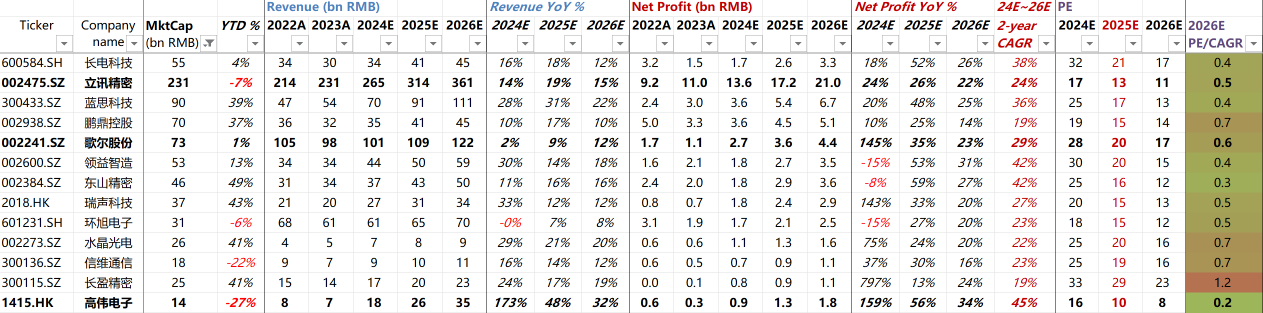 Revenue (bn RMB) Revenue YoY % Net Profit (bn RMB) Net Profit YoY % 24E~26E PE
Ticker Company name MktCap (bn RMB) YTD % 2022A 2023A 2024E 2025E 2026E 2024E 2025E 2026E 2022A 2023A 2024E 2025E 2026E 2024E 2025E 2026E 2-year CAGR 2024E 2025E 2026E 2026E PE/CAGR
600584.SH 长电科技 55 4% 34 30 34 41 45 16% 18% 12% 3.2 1.5 1.7 2.6 3.3 18% 52% 26% 38% 32 21 17 0.4
002475.SZ 立讯精密 231 -7% 214 231 265 314 361 14% 19% 15% 9.2 11.0 13.6 17.2 21.0 24% 26% 22% 24% 17 13 11 0.5
300433.SZ 蓝思科技 90 39% 47 54 70 91 111 28% 31% 22% 2.4 3.0 3.6 5.4 6.7 20% 48% 25% 36% 25 17 13 0.4
002938.SZ 鹏鼎控股 70 37% 36 32 35 41 45 10% 17% 10% 5.0 3.3 3.6 4.5 5.1 10% 25% 14% 19% 19 15 14 0.7
002241.SZ 歌尔股份 73 1% 105 98 101 109 122 2% 9% 12% 1.7 1.1 2.7 3.6 4.4 145% 35% 23% 29% 28 20 17 0.6
002600.SZ 领益智造 53 13% 34 34 44 50 59 30% 14% 18% 1.6 2.1 1.8 2.7 3.5 -15% 53% 31% 42% 30 20 15 0.4
002384.SZ 东山精密 46 49% 31 34 37 43 50 11% 16% 16% 2.4 2.0 1.8 2.9 3.6 -8% 59% 27% 42% 25 16 12 0.3
2018.HK 瑞声科技 37 43% 21 20 27 31 34 33% 12% 12% 0.8 0.7 1.8 2.4 2.9 143% 33% 20% 27% 20 15 13 0.5
601231.SH 环旭电子 31 -6% 68 61 61 65 70 -0% 7% 8% 3.1 1.9 1.7 2.1 2.5 -15% 27% 20% 23% 18 15 12 0.5
002273.SZ 水晶光电 26 41% 4 5 7 8 9 29% 21% 20% 0.6 0.6 1.1 1.3 1.6 75% 24% 20% 22% 25 20 16 0.7
300136.SZ 信维通信 18 -22% 9 7 9 10 11 16% 14% 12% 0.6 0.5 0.7 0.9 1.1 37% 30% 16% 23% 25 19 16 0.7
300115.SZ 长盈精密 25 41% 15 14 17 20 23 24% 17% 19% 0.0 0.1 0.8 0.9 1.1 797% 13% 24% 19% 33 29 23 1.2
1415.HK 高伟电子 14 -27% 8 7 18 26 35 173% 48% 32% 0.6 0.3 0.9 1.3 1.8 159% 56% 34% 45% 16 10 8 0.2